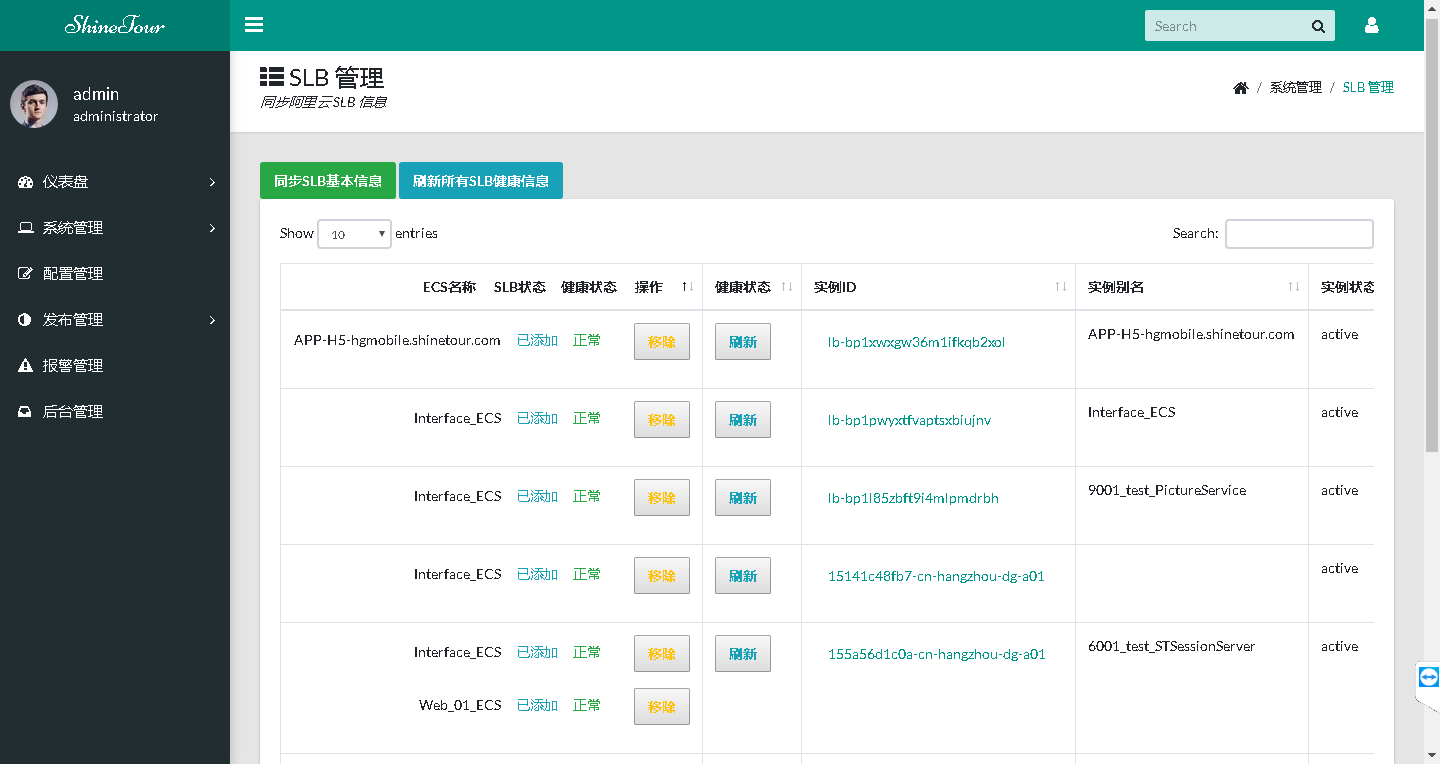 ShineTour
Search
admin
administrator
仪表盘
系统管理
配置管理
发布管理
报警管理
后台管理
SLB 管理
同步阿里云SLB 信息
/ 系统管理 / SLB 管理
同步SLB基本信息 刷新所有SLB健康信息
Show 10 entries Search:
ECS名称 SLB状态 健康状态 操作 健康状态 实例ID 实例别名 实例状态
APP-H5-hgmobile.shinetour.com 已添加 正常 移除 刷新 lb-bp1xwxgw36m1ifkqb2xol APP-H5-hgmobile.shinetour.com active
Interface_ECS 已添加 正常 移除 刷新 lb-bp1pwyxtfvaptsxbiujnv Interface_ECS active
Interface_ECS 已添加 正常 移除 刷新 lb-bp1l85zbft9i4mlpmdrbh 9001_test_PictureService active
Interface_ECS 已添加 正常 移除 刷新 15141c48fb7-cn-hangzhou-dg-a01 active
Interface_ECS 已添加 正常 移除 刷新 155a56d1c0a-cn-hangzhou-dg-a01 6001_test_STSessionServer active
Web_01_ECS 已添加 正常 移除